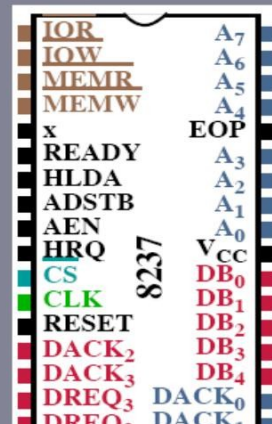 IOR A7
IOW A6
MEMR A5
MEMW A4
x EOP
READY A3
HLDA A2
ADSTB A1
AEN A0
HRQ VCC
CS DB0
CLK DB1
RESET DB2
DACK2 DB3
DACK3 DB4
DREQ3 DACK0
8237